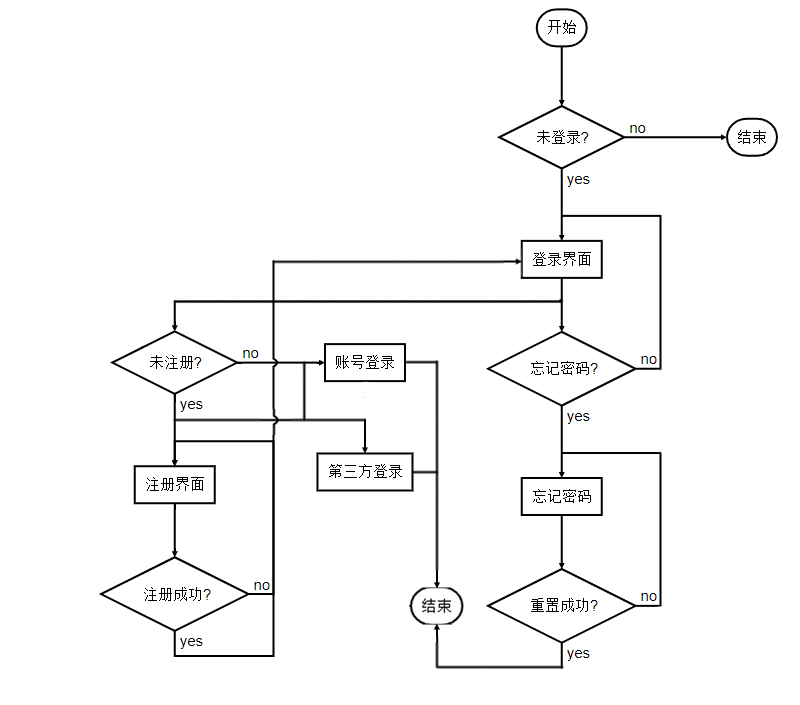 开始
未登录?
no
结束
yes
登录界面
未注册?
no
账号登录
忘记密码?
no
yes
yes
第三方登录
注册界面
忘记密码
注册成功?
no
结束
重置成功?
no
yes
yes